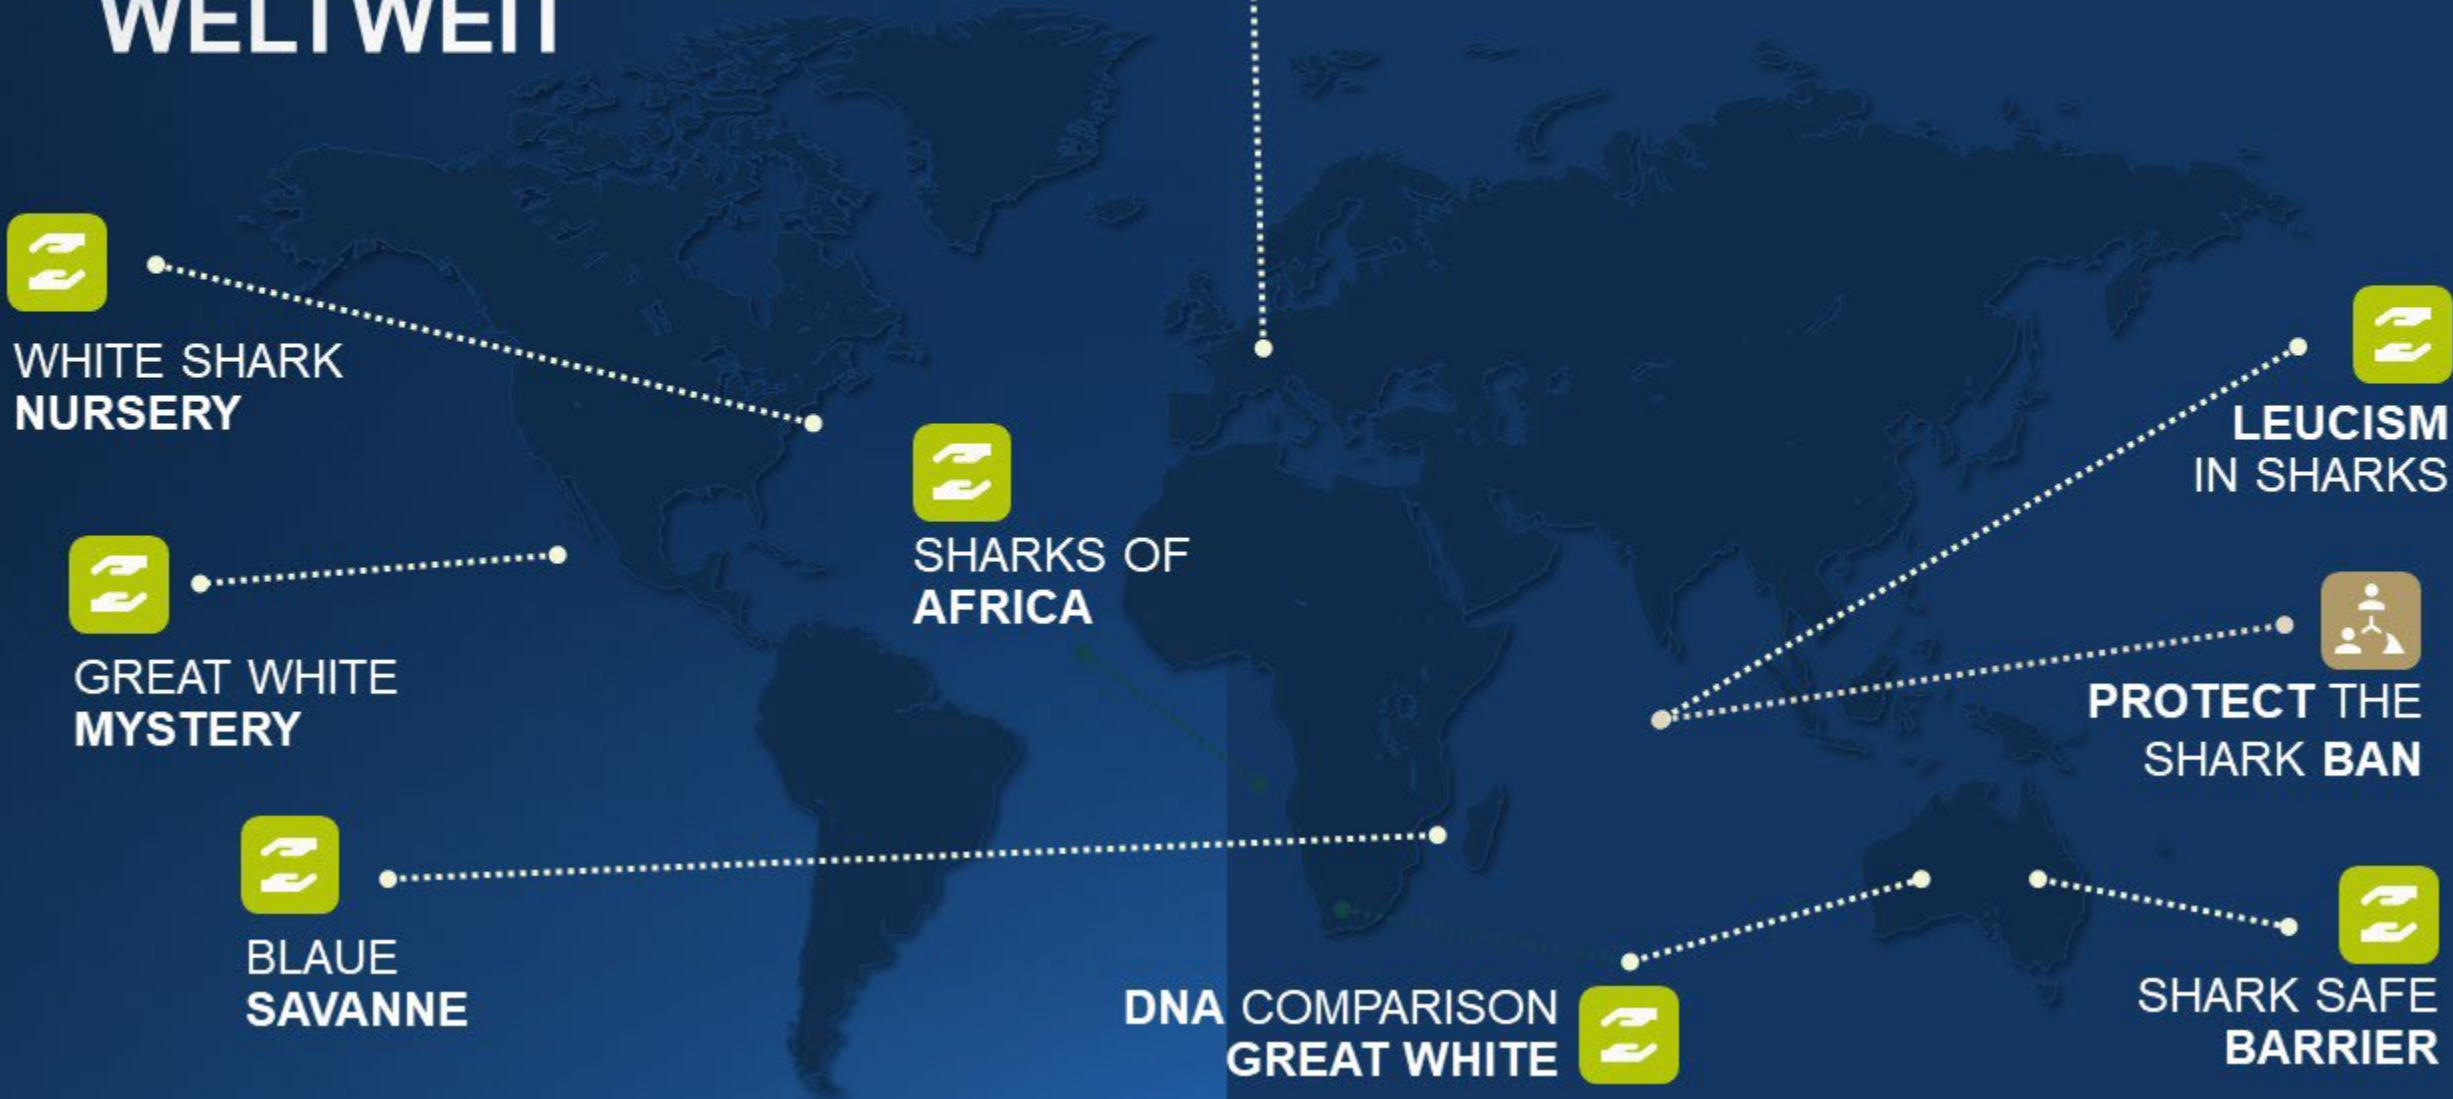 WELTWEIT
WHITE SHARK
NURSERY
GREAT WHITE
MYSTERY
BLAUE
SAVANNE
SHARKS OF
AFRICA
DNA COMPARISON
GREAT WHITE
LEUCISM
IN SHARKS
PROTECT THE
SHARK BAN
SHARK SAFE
BARRIER